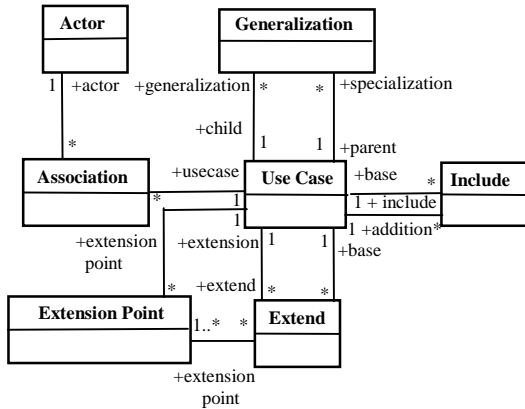 Actor
Generalization
1 +actor
+generalization * * +specialization
+child
* 1 1 +parent
Association +usecase Use Case +base * Include
* 1 1 + include
+extension point 1 +extension 1 1 1 +addition*
+base
+extend
* * *
Extension Point 1..* * Extend
+extension
point